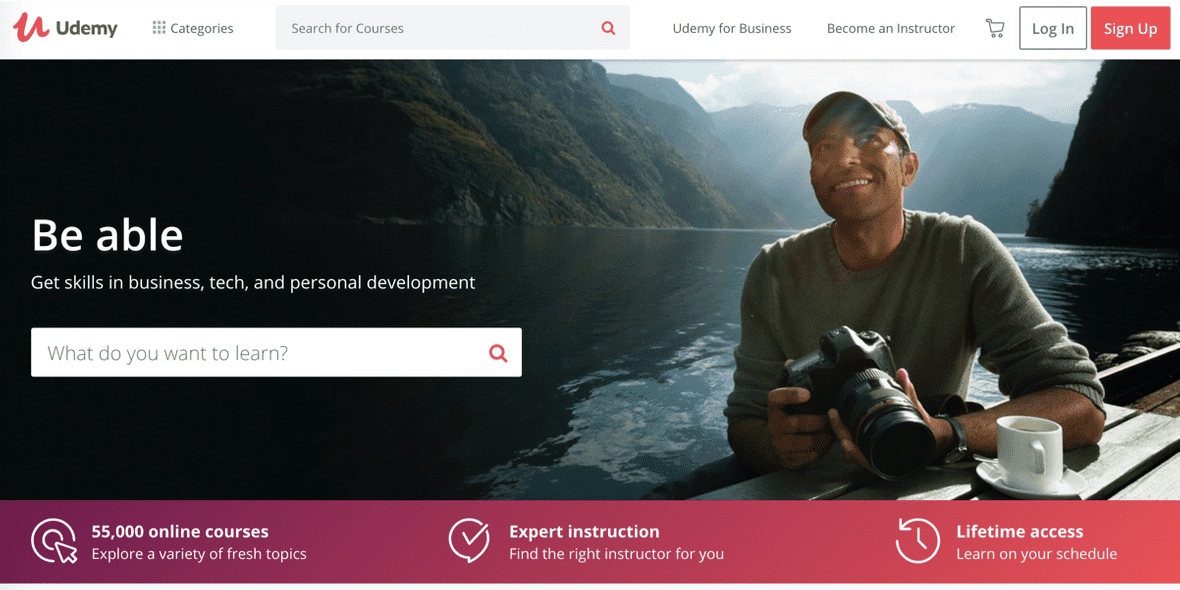 Udemy
Categories
Search for Courses
Udemy for Business
Become an Instructor
Log In
Sign Up
Be able
Get skills in business, tech, and personal development
What do you want to learn?
55,000 online courses
Explore a variety of fresh topics
Expert instruction
Find the right instructor for you
Lifetime access
Learn on your schedule